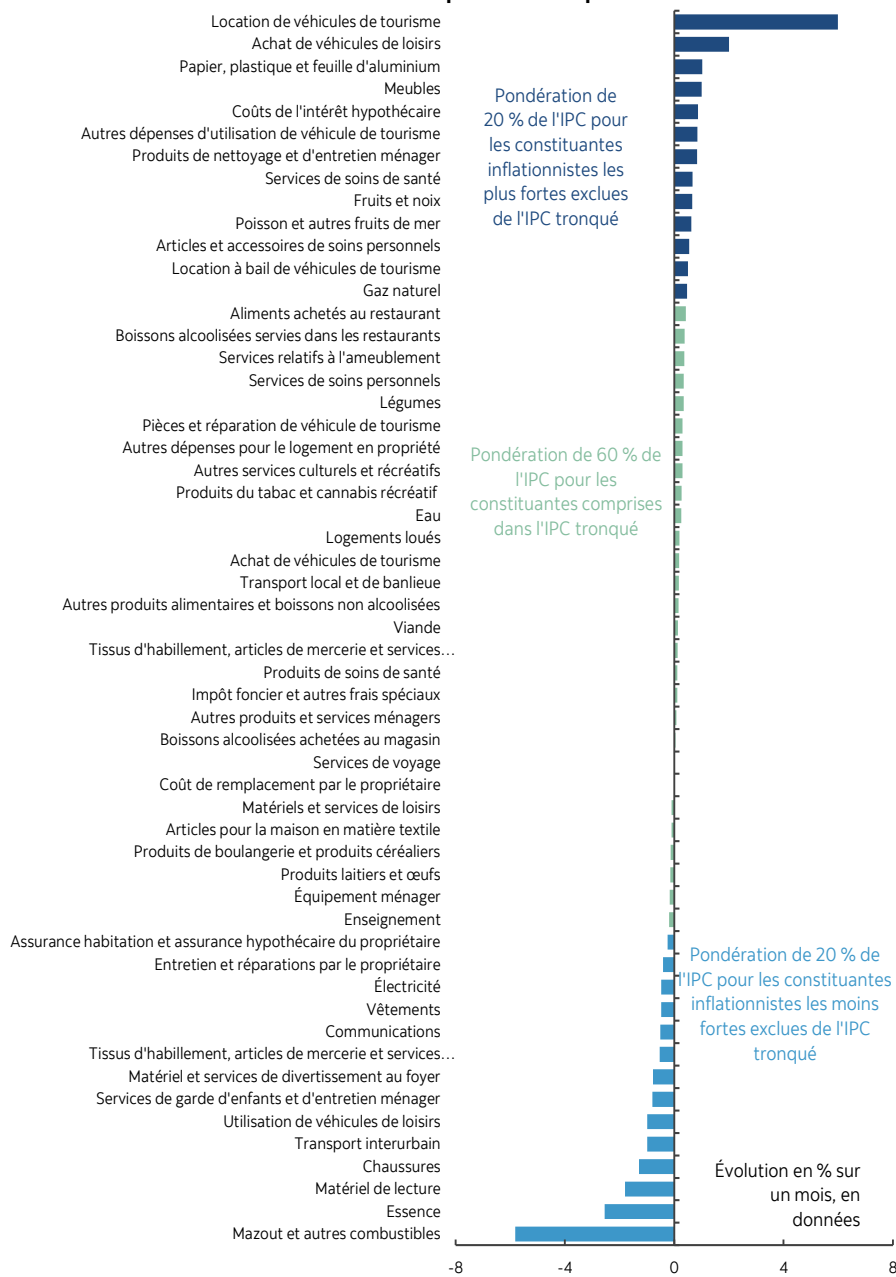 Location de véhicules de tourisme
Achat de véhicules de loisirs
Papier, plastique et feuille d'aluminium
Meubles
Coûts de l'intérêt hypothécaire
Autres dépenses d'utilisation de véhicule de tourisme
Produits de nettoyage et d'entretien ménager
Services de soins de santé
Fruits et noix
Poisson et autres fruits de mer
Articles et accessoires de soins personnels
Location à bail de véhicules de tourisme
Gaz naturel
Aliments achetés au restaurant
Boissons alcoolisées servies dans les restaurants
Services relatifs à l'ameublement
Services de soins personnels
Légumes
Pièces et réparation de véhicule de tourisme
Autres dépenses pour le logement en propriété
Autres services culturels et récréatifs
Produits du tabac et cannabis récréatif
Eau
Logements loués
Achat de véhicules de tourisme
Transport local et de banlieue
Autres produits alimentaires et boissons non alcoolisées
Viande
Tissus d'habillement, articles de mercerie et services…
Produits de soins de santé
Impôt foncier et autres frais spéciaux
Autres produits et services ménagers
Boissons alcoolisées achetées au magasin
Services de voyage
Coût de remplacement par le propriétaire
Matériels et services de loisirs
Articles pour la maison en matière textile
Produits de boulangerie et produits céréaliers
Produits laitiers et œufs
Équipement ménager
Enseignement
Assurance habitation et assurance hypothécaire du propriétaire
Entretien et réparations par le propriétaire
Électricité
Vêtements
Communications
Tissus d'habillement, articles de mercerie et services…
Matériel et services de divertissement au foyer
Services de garde d'enfants et d'entretien ménager
Utilisation de véhicules de loisirs
Transport interurbain
Chaussures
Matériel de lecture
Essence
Mazout et autres combustibles
Pondération de
20 % de l'IPC pour
les constituantes
inflationnistes les
plus fortes exclues
de l'IPC tronqué
Pondération de 60 % de
l'IPC pour les
constituantes comprises
dans l'IPC tronqué
Pondération de 20 % de
l'IPC pour les constituantes
inflationnistes les moins
fortes exclues de l'IPC
tronqué
Évolution en % sur
un mois, en
données
-8 -4 0 4 8